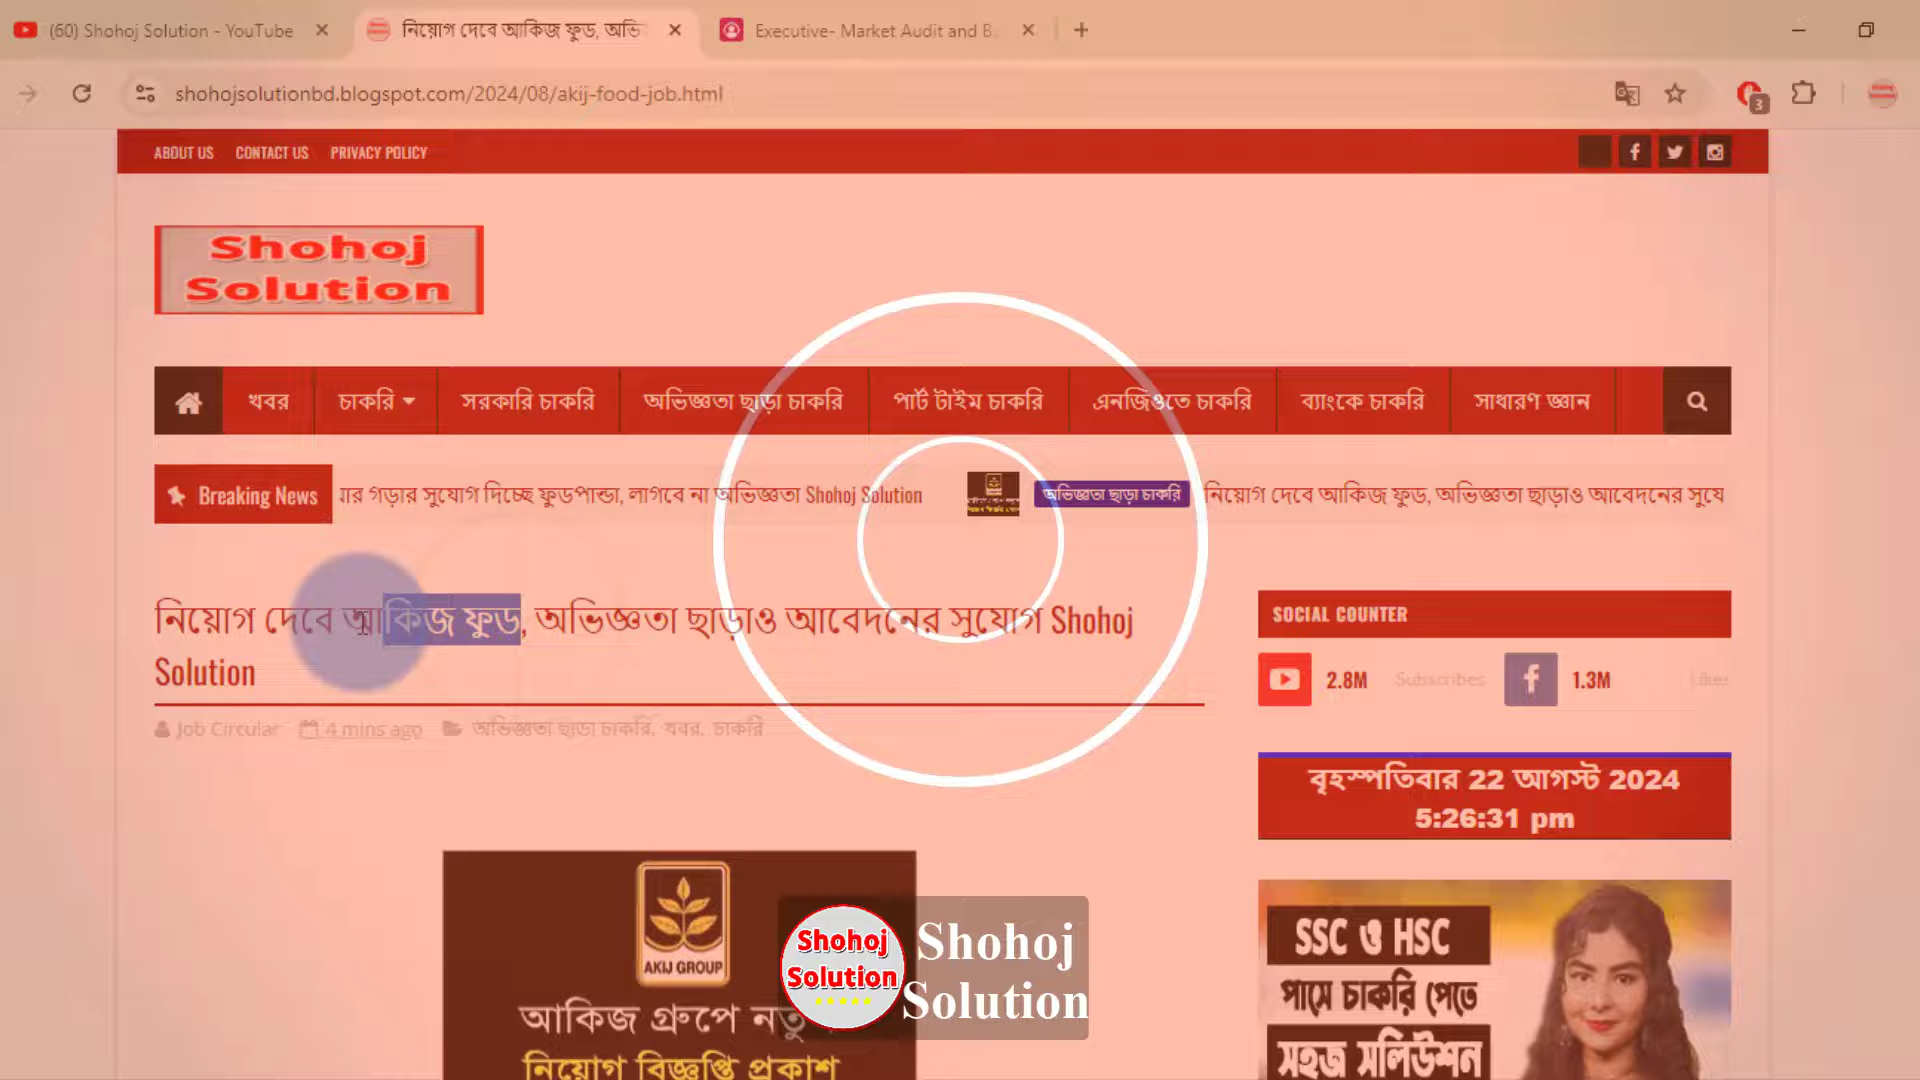 (60) Shohoj Solution - YouTube
নিয়োগ দেবে আকিজ ফুড, অভি
Executive- Market Audit and B
shohojsolutionbd.blogspot.com/2024/08/akij-food-job.html
3
ABOUT US CONTACT US PRIVACY POLICY
Shohoj
Solution
খবর চাকরি সরকারি চাকরি অভিজ্ঞতা ছাড়া চাকরি পার্ট টাইম চাকরি এনজিওতে চাকরি ব্যাংকে চাকরি সাধারণ জ্ঞান
Breaking News য়ার গড়ার সুযোগ দিচ্ছে ফুডপান্ডা, লাগবে না অভিজ্ঞতা Shohoj Solution অভিজ্ঞতা ছাড়া চাকরি নিয়োগ দেবে আকিজ ফুড, অভিজ্ঞতা ছাড়াও আবেদনের সুযে
নিয়োগ দেবে আকিজ ফুড, অভিজ্ঞতা ছাড়াও আবেদনের সুযোগ Shohoj
Solution
Job Circular 4 mins ago অভিজ্ঞতা ছাড়া চাকরি, খবর, চাকরি
SOCIAL COUNTER
2.8M Subscribes 1.3M Likes
বৃহস্পতিবার 22 আগস্ট 2024
5:26:31 pm
AKIJ GROUP
আকিজ গ্রুপে নতু
নিয়োগ বিজ্ঞপ্তি প্রকাশ
Shohoj
Solution
Shohoj
Solution
SSC ও HSC
পাসে চাকরি পেতে
সহজ সলিউশন